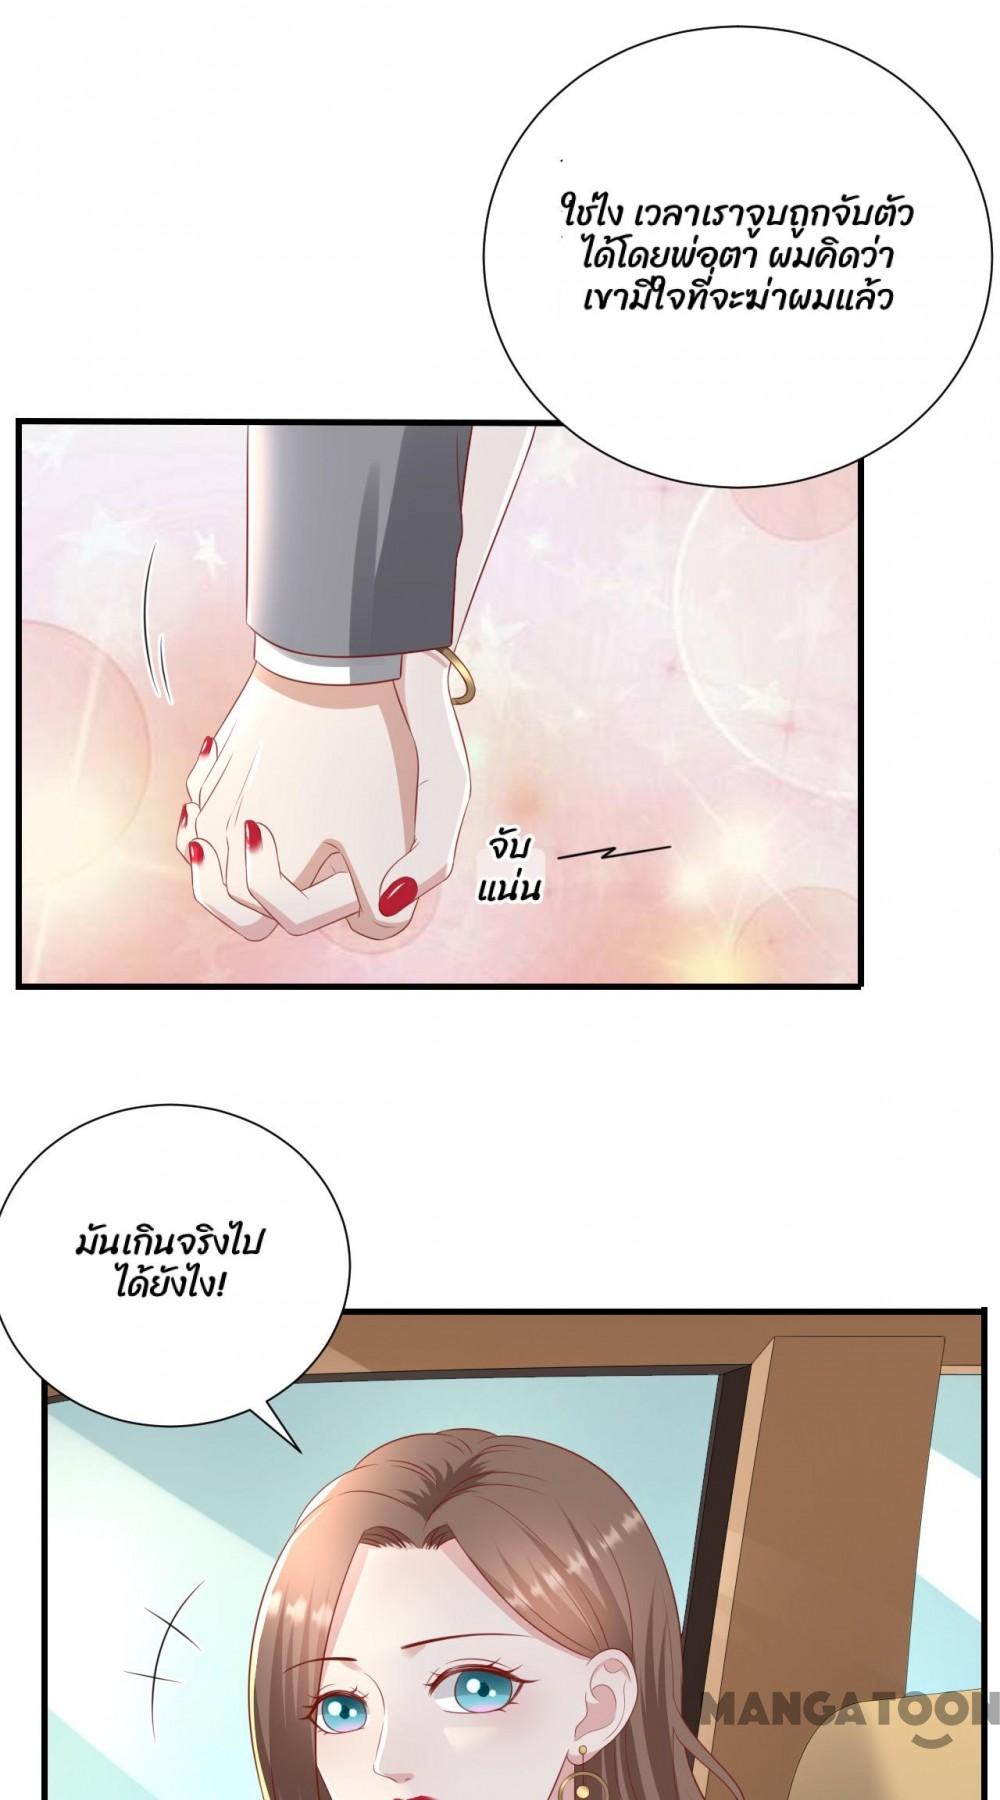 ใช่ไง เวลาเราจูบถูกจับตัว
ได้โดยพ่อตา ผมคิดว่า
เขามีใจที่จะฆ่าผมแล้ว
จับ
แน่น
มันเกินจริงไป
ได้ยังไง!
MANGATOON